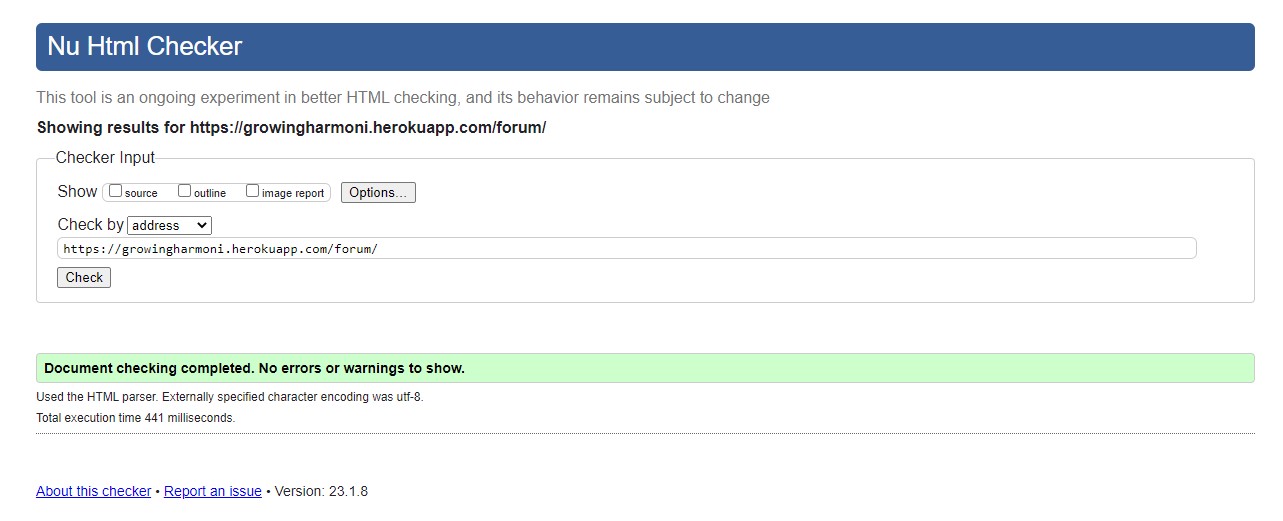 Nu Html Checker
This tool is an ongoing experiment in better HTML checking, and its behavior remains subject to change
Showing results for https://growingharmoni.herokuapp.com/forum/
Checker Input
Show source outline image report Options...
Check by address
https://growingharmoni.herokuapp.com/forum/
Check
Document checking completed. No errors or warnings to show.
Used the HTML parser. Externally specified character encoding was utf-8.
Total execution time 441 milliseconds.
About this checker • Report an issue • Version: 23.1.8